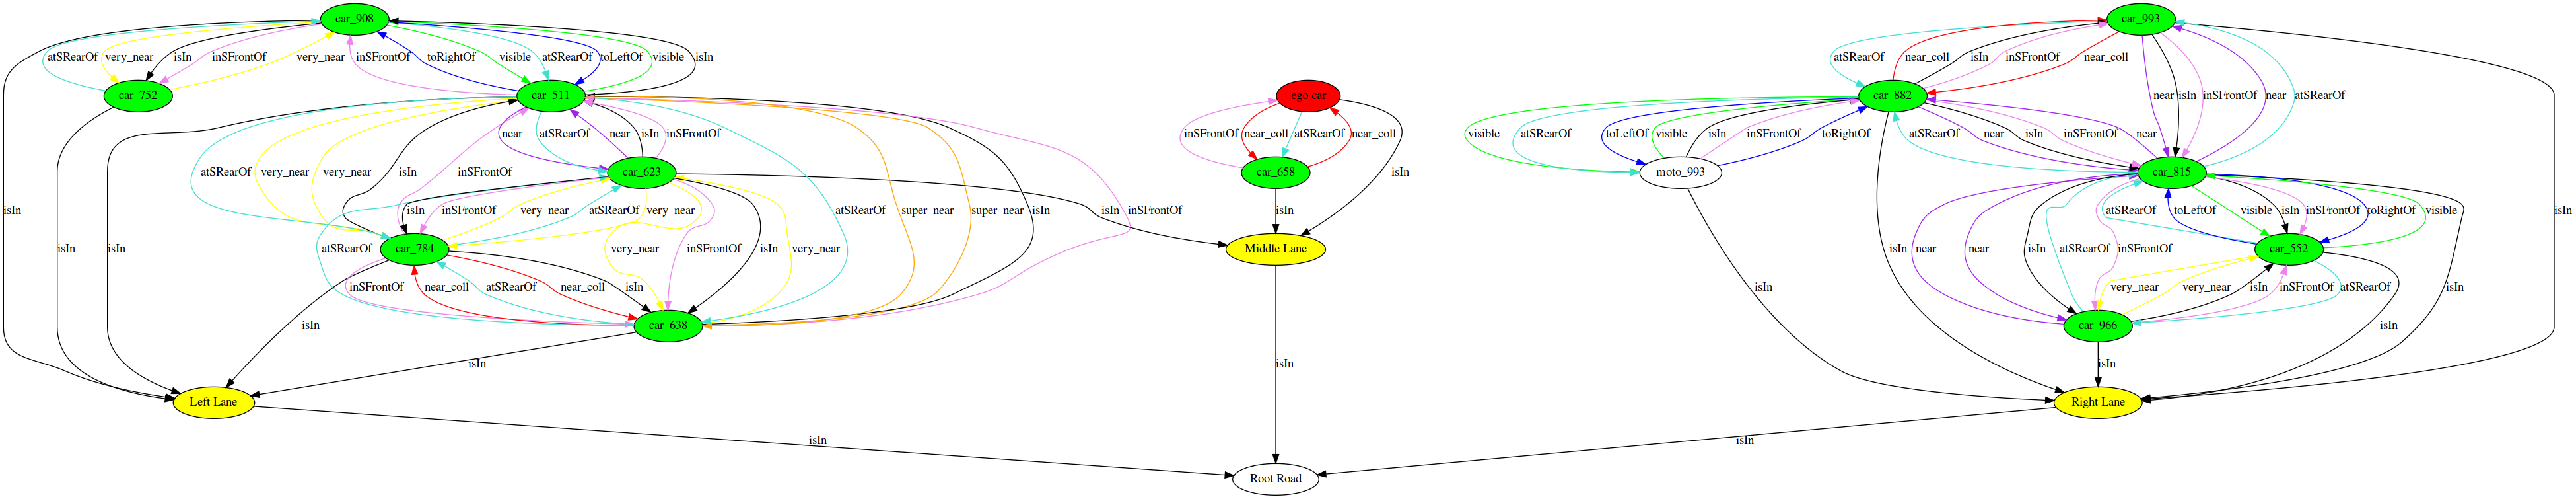 car_908 car_993
atSRearOf very_near isIn inSFrontOf very_near inSFrontOf toRightOf visible atSRearOf toLeftOf visible isIn atSRearOf near_coll isIn inSFrontOf near_coll
car_752 car_511 ego car car_882 near isIn inSFrontOf near atSRearOf
inSFrontOf near_coll atSRearOf near_coll visible atSRearOf toLeftOf visible isIn inSFrontOf toRightOf atSRearOf near isIn inSFrontOf near
near atSRearOf near isIn inSFrontOf
atSRearOf very_near very_near isIn inSFrontOf car_623 car_658 isIn moto_993 car_815
isIn isIn inSFrontOf very_near atSRearOf very_near isIn atSRearOf super_near super_near isIn inSFrontOf isIn atSRearOf toLeftOf visible isIn inSFrontOf toRightOf visible isIn
isIn isIn atSRearOf car_784 very_near inSFrontOf isIn very_near Middle Lane isIn near near isIn atSRearOf inSFrontOf car_552
inSFrontOf near_coll atSRearOf near_coll isIn isIn very_near very_near isIn inSFrontOf atSRearOf isIn
isIn car_638 car_966 isIn
isIn isIn isIn
Left Lane Right Lane
isIn isIn
Root Road